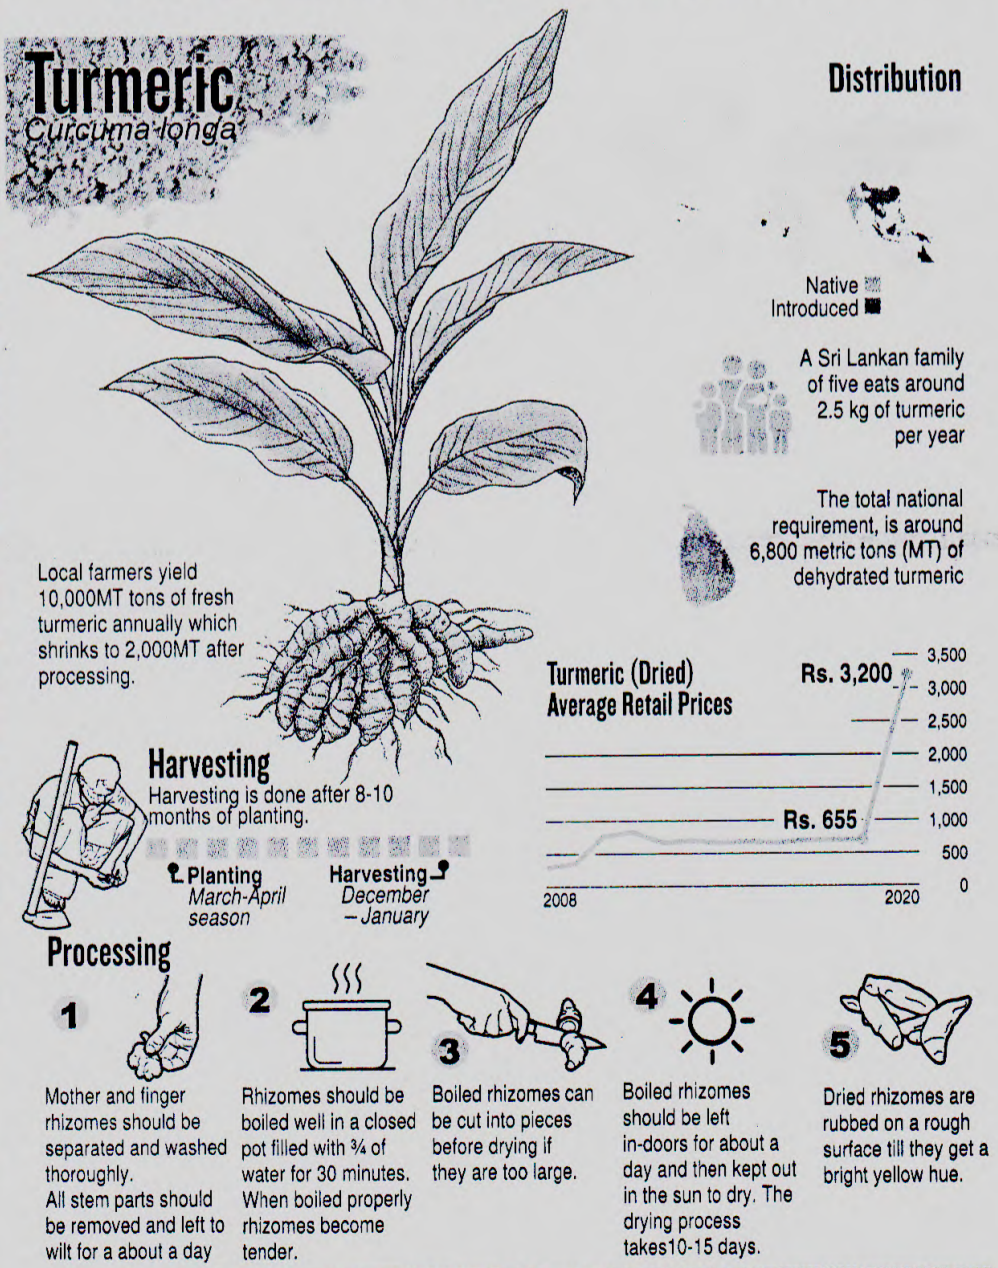 Turmeric
Curcuma longa
Distribution
Native
Introduced
A Sri Lankan family
of five eats around
2.5 kg of turmeric
per year
The total national
requirement, is around
6,800 metric tons (MT) of
dehydrated turmeric
Local farmers yield
10,000MT tons of fresh
turmeric annually which
shrinks to 2,000MT after
processing.
Turmeric (Dried)
Average Retail Prices
Rs. 3,200
Rs. 655
3,500
3,000
2,500
2,000
1,500
1,000
500
0
2008
2020
Harvesting
Harvesting is done after 8-10
months of planting.
Planting
March-April
season
Harvesting
December
– January
Processing
1
Mother and finger
rhizomes should be
separated and washed
thoroughly.
All stem parts should
be removed and left to
wilt for a about a day
2
Rhizomes should be
boiled well in a closed
pot filled with ¾ of
water for 30 minutes.
When boiled properly
rhizomes become
tender.
3
Boiled rhizomes can
be cut into pieces
before drying if
they are too large.
4
Boiled rhizomes
should be left
in-doors for about a
day and then kept out
in the sun to dry. The
drying process
takes10-15 days.
5
Dried rhizomes are
rubbed on a rough
surface till they get a
bright yellow hue.